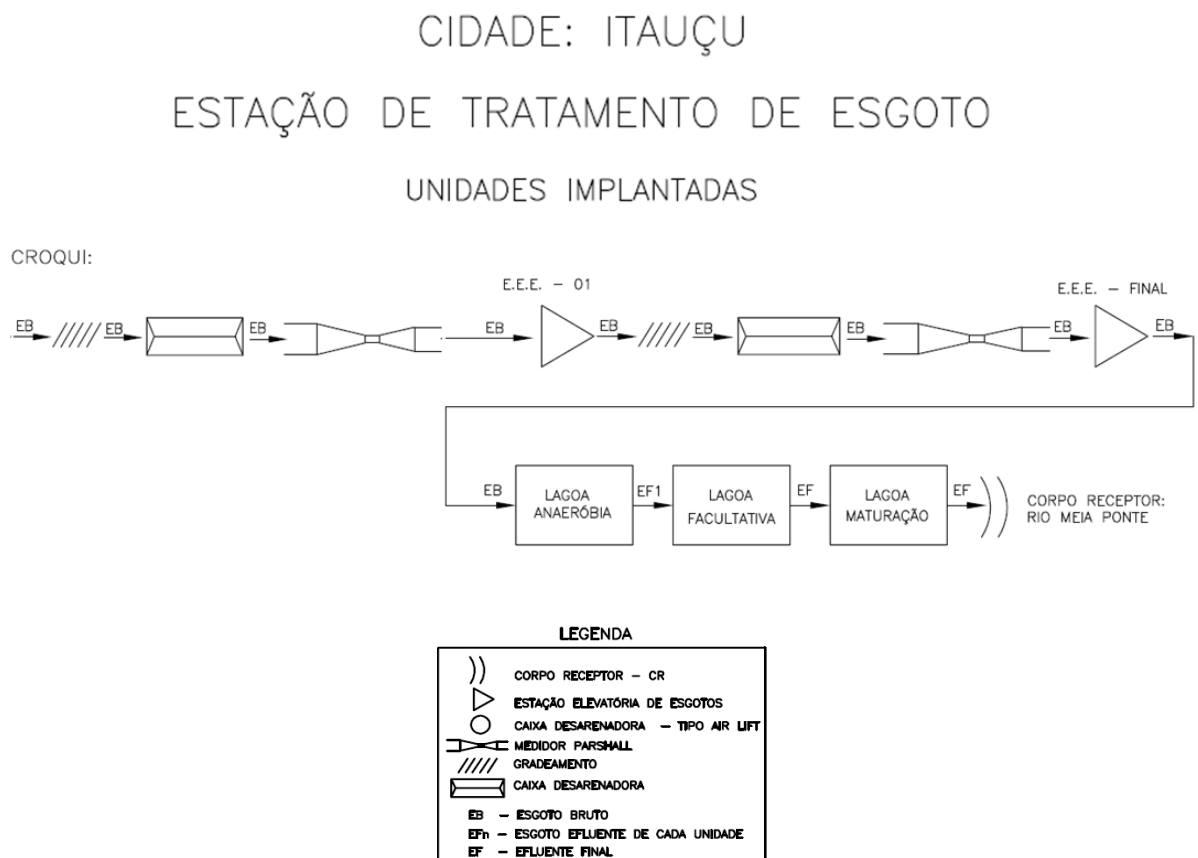 CIDADE: ITAUÇU
ESTAÇÃO DE TRATAMENTO DE ESGOTO
UNIDADES IMPLANTADAS
CROQUI:
E.E.E. – 01
E.E.E. – FINAL
EB
EB
EB
EB
EB
EB
EB
EB
EB
EB
LAGOA
ANAERÓBIA
EF1
LAGOA
FACULTATIVA
EF
LAGOA
MATURAÇÃO
EF
CORPO RECEPTOR:
RIO MEIA PONTE
LEGENDA
CORPO RECEPTOR – CR
ESTAÇÃO ELEVATÓRIA DE ESGOTOS
CAIXA DESARENADORA – TIPO AIR LIFT
MEDIDOR PARSHALL
GRADEAMENTO
CAIXA DESARENADORA
EB – ESGOTO BRUTO
EFn – ESGOTO EFLUENTE DE CADA UNIDADE
EF – EFLUENTE FINAL